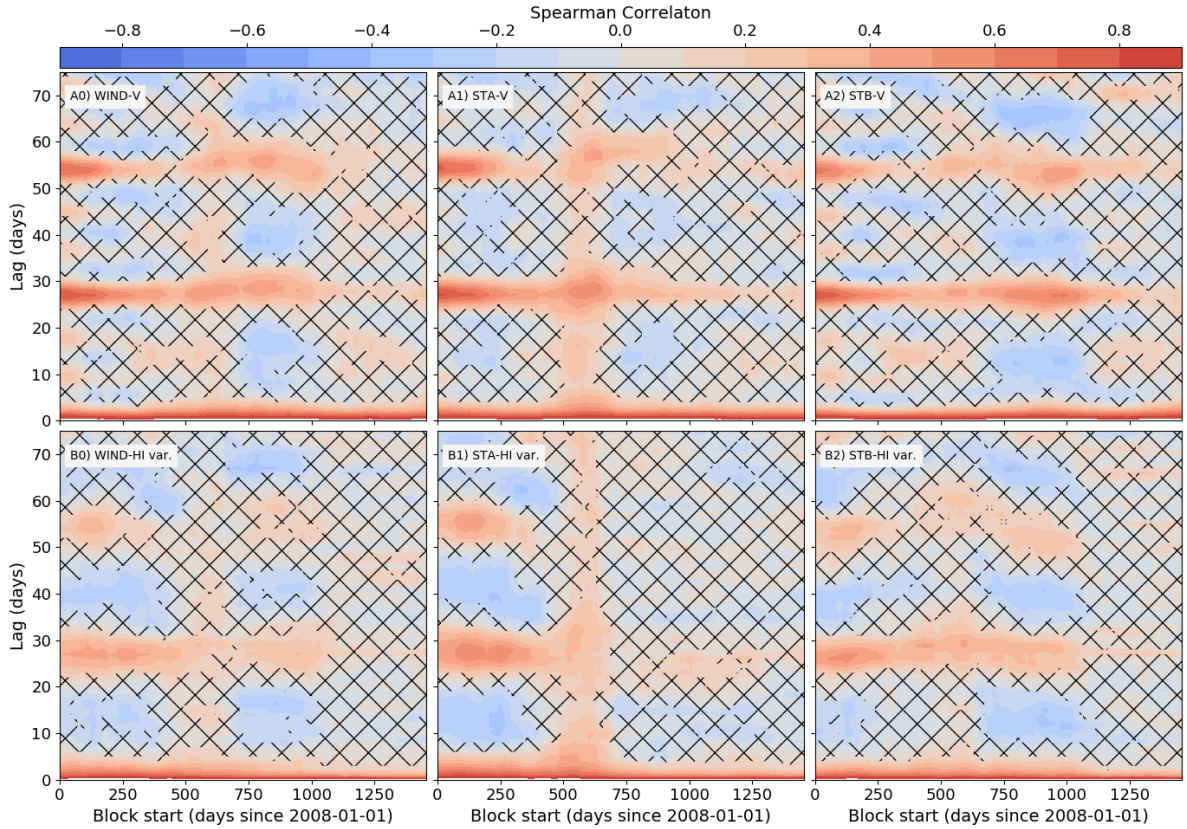 Spearman Correlaton
−0.8 −0.6 −0.4 −0.2 0.0 0.2 0.4 0.6 0.8
A0) WIND-V
A1) STA-V
A2) STB-V
70
60
50
40
30
20
10
0
Lag (days)
B0) WIND-HI var.
B1) STA-HI var.
B2) STB-HI var.
70
60
50
40
30
20
10
0
Lag (days)
0 250 500 750 1000 1250
0 250 500 750 1000 1250
0 250 500 750 1000 1250
Block start (days since 2008-01-01)
Block start (days since 2008-01-01)
Block start (days since 2008-01-01)